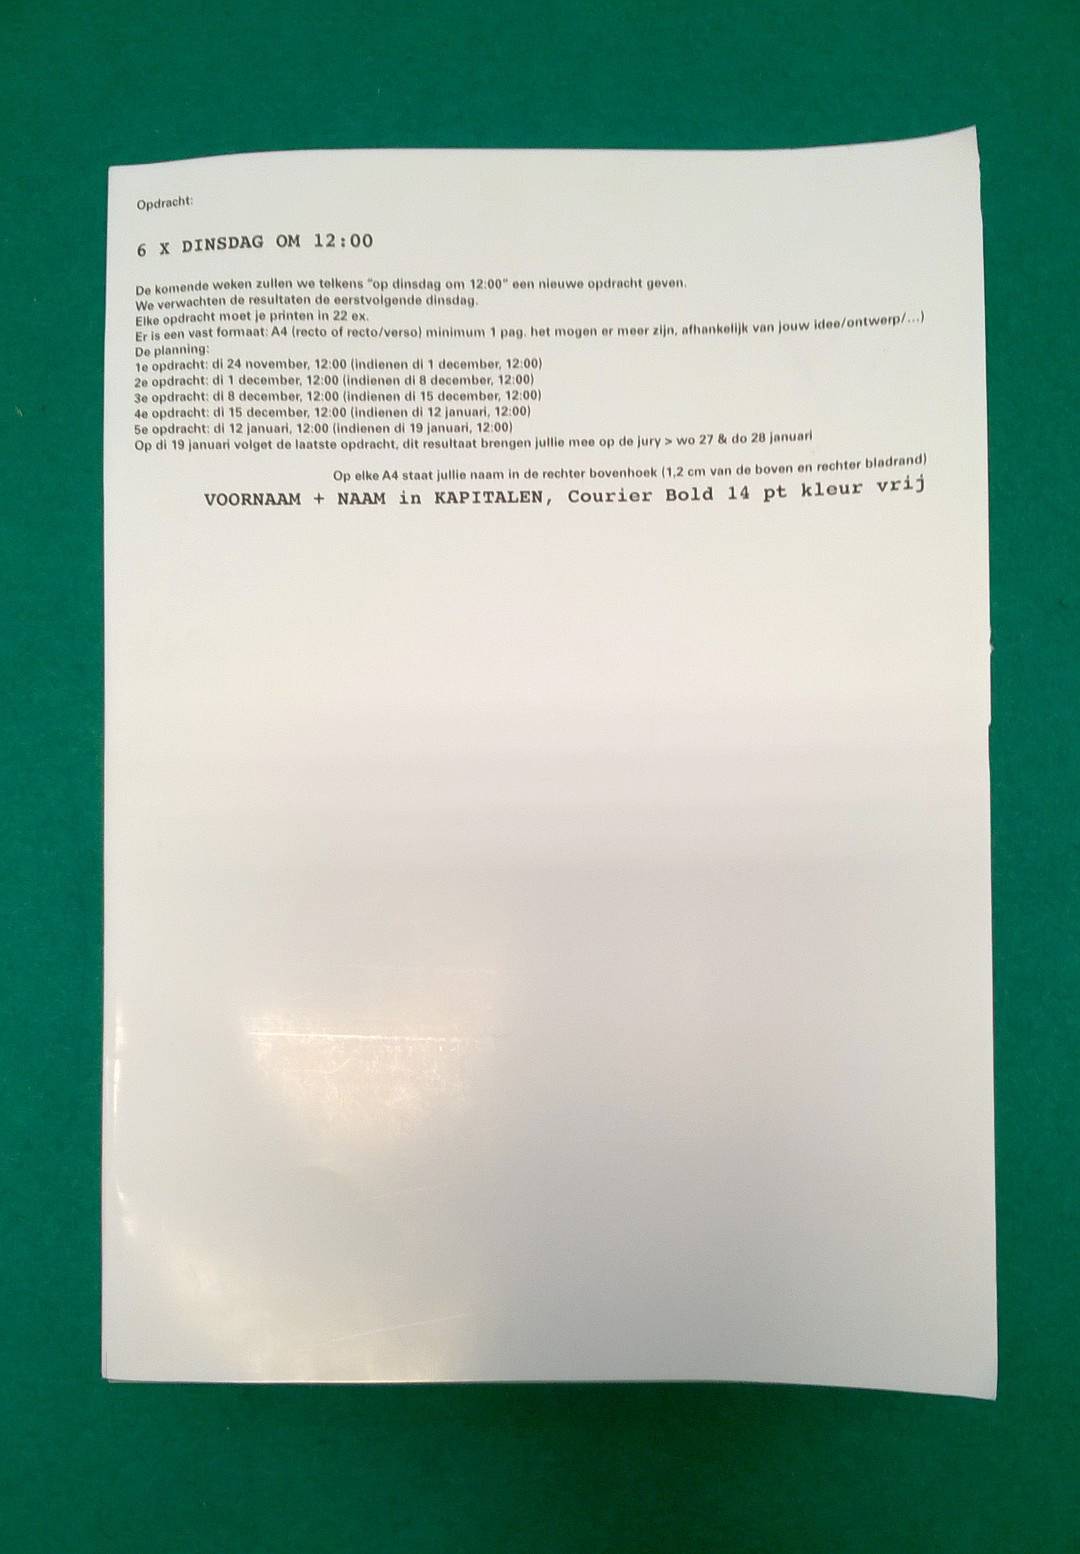 Opdracht:
6 X DINSDAG OM 12:00
De komende weken zullen we telkens "op dinsdag om 12:00" een nieuwe opdracht geven.
We verwachten de resultaten de eerstvolgende dinsdag.
Elke opdracht moet je printen in 22 ex.
Er is een vast formaat: A4 (recto of recto/verso) minimum 1 pag. het mogen er meer zijn, afhankelijk van jouw idee/ontwerp/...)
De planning:
1e opdracht: di 24 november, 12:00 (indienen di 1 december, 12:00)
2e opdracht: di 1 december, 12:00 (indienen di 8 december, 12:00)
3e opdracht: di 8 december, 12:00 (indienen di 15 december, 12:00)
4e opdracht: di 15 december, 12:00 (indienen di 12 januari, 12:00)
5e opdracht: di 12 januari, 12:00 (indienen di 19 januari, 12:00)
Op di 19 januari volget de laatste opdracht, dit resultaat brengen jullie mee op de jury > wo 27 & do 28 januari
Op elke A4 staat jullie naam in de rechter bovenhoek (1,2 cm van de boven en rechter bladrand)
VOORNAAM + NAAM in KAPITALEN, Courier Bold 14 pt kleur vrij